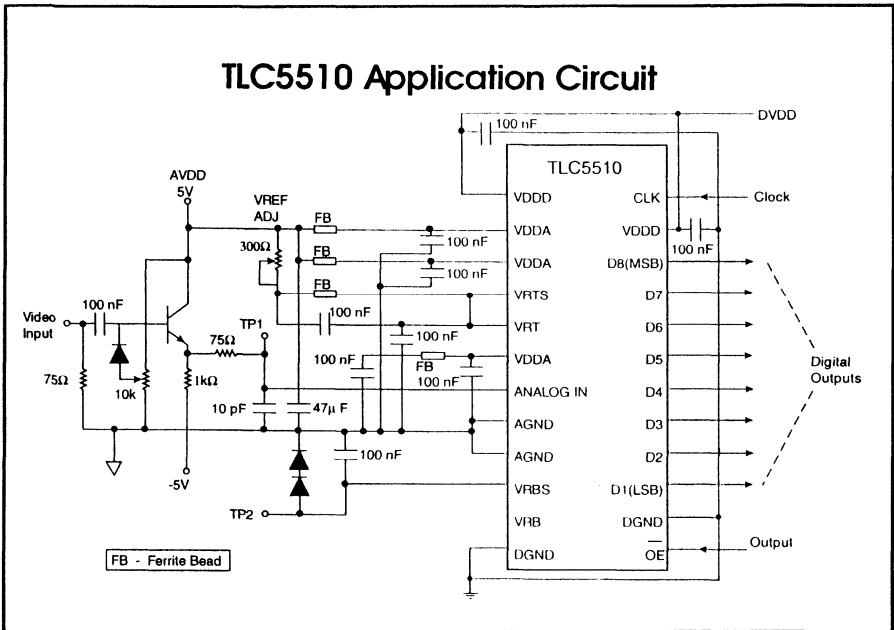 TLC5510 Application Circuit
DVDD
100 nF
TLC5510
AVDD
5V
VREF
ADJ
FB
VDDD
CLK
Clock
VDDA
VDDD
100 nF
100 nF
300Ω
FB
VDDA
D8(MSB)
100 nF
FB
VRTS
D7
100 nF
Video
Input
TP1
100 nF
VRT
D6
100 nF
75Ω
100 nF
FB
VDDA
D5
Digital
Outputs
100 nF
75Ω
10k
1kΩ
ANALOG IN
D4
10 pF
47μ F
AGND
D3
100 nF
AGND
D2
-5V
VRBS
D1(LSB)
TP2
VRB
DGND
FB - Ferrite Bead
DGND
OE
Output